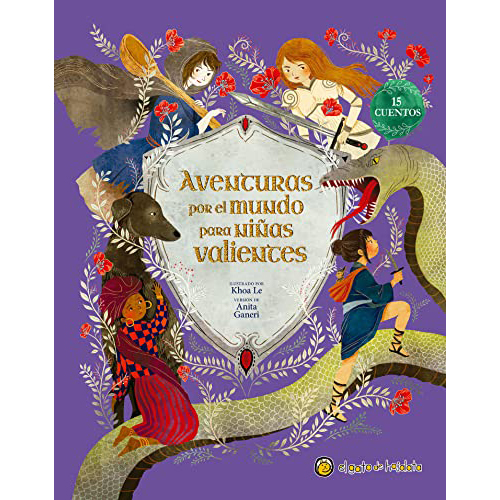 15
CUENTOS
AVENTURAS
POR EL MUNDO
PARA NIÑAS
VALIENTES
ILUSTRADO POR
Khoa Le
VERSIÓN DE
Anita
Ganeri
el gato de hojalata